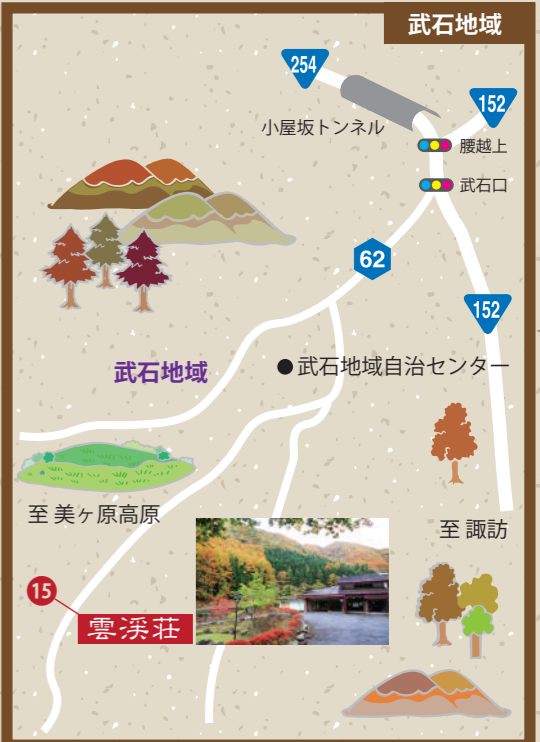 武石地域
254
152
小屋坂トンネル
腰越上
武石口
62
152
武石地域
●武石地域自治センター
至 美ヶ原高原
至 諏訪
15
雲渓荘